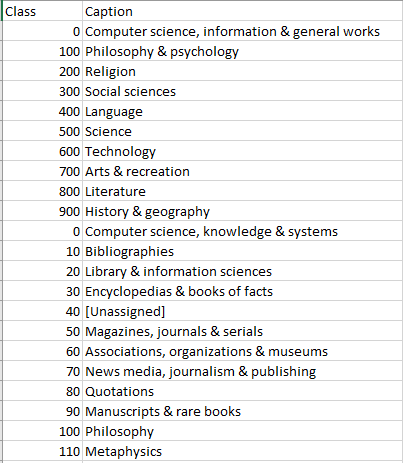 Class Caption
0 Computer science, information & general works
100 Philosophy & psychology
200 Religion
300 Social sciences
400 Language
500 Science
600 Technology
700 Arts & recreation
800 Literature
900 History & geography
0 Computer science, knowledge & systems
10 Bibliographies
20 Library & information sciences
30 Encyclopedias & books of facts
40 [Unassigned]
50 Magazines, journals & serials
60 Associations, organizations & museums
70 News media, journalism & publishing
80 Quotations
90 Manuscripts & rare books
100 Philosophy
110 Metaphysics